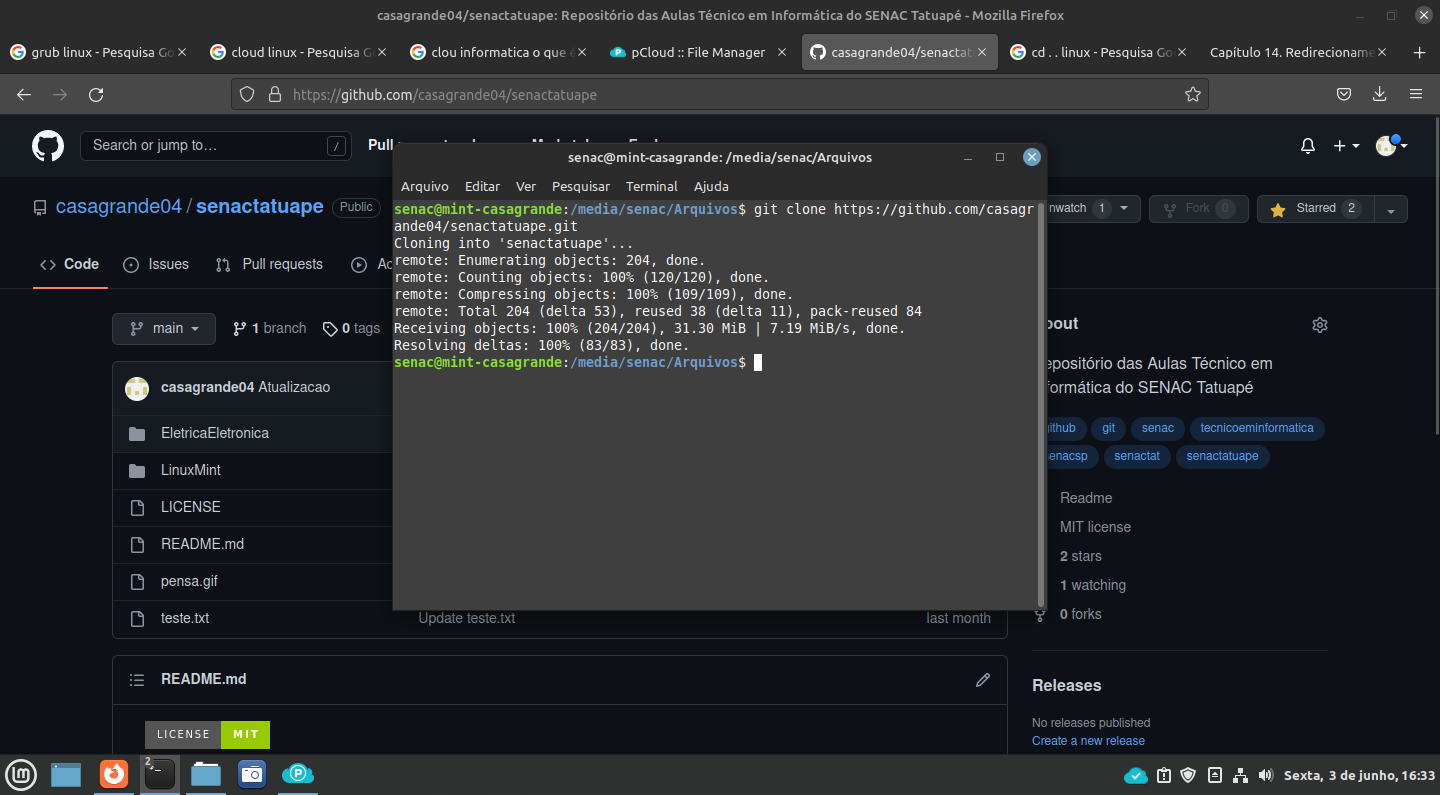 casagrande04/senactatuape: Repositório das Aulas Técnico em Informática do SENAC Tatuapé - Mozilla Firefox
grub linux - Pesquisa Go
cloud linux - Pesquisa G
clou informatica o que é
pCloud :: File Manager
casagrande04/senactat
cd . . linux - Pesquisa Go
Capítulo 14. Redirecioname
https://github.com/casagrande04/senactatuape
Search or jump to…
/
Pull
casagrande04 / senactatuape
Public
nwatch 1
Fork 0
Starred 2
Code
Issues
Pull requests
Ac
main
1 branch
0 tags
casagrande04 Atualizacao
EletricaEletronica
LinuxMint
LICENSE
README.md
pensa.gif
teste.txt
Update teste.txt
last month
README.md
LICENSE MIT
senac@mint-casagrande: /media/senac/Arquivos
Arquivo Editar Ver Pesquisar Terminal Ajuda
senac@mint-casagrande:/media/senac/Arquivos$ git clone https://github.com/casagr
ande04/senactatuape.git
Cloning into 'senactatuape'...
remote: Enumerating objects: 204, done.
remote: Counting objects: 100% (120/120), done.
remote: Compressing objects: 100% (109/109), done.
remote: Total 204 (delta 53), reused 38 (delta 11), pack-reused 84
Receiving objects: 100% (204/204), 31.30 MiB | 7.19 MiB/s, done.
Resolving deltas: 100% (83/83), done.
senac@mint-casagrande:/media/senac/Arquivos$
bout
epositório das Aulas Técnico em
formática do SENAC Tatuapé
ithub
git
senac
tecnicoeminformatica
enacsp
senactat
senactatuape
Readme
MIT license
2 stars
1 watching
0 forks
Releases
No releases published
Create a new release
2
Sexta, 3 de junho, 16:33